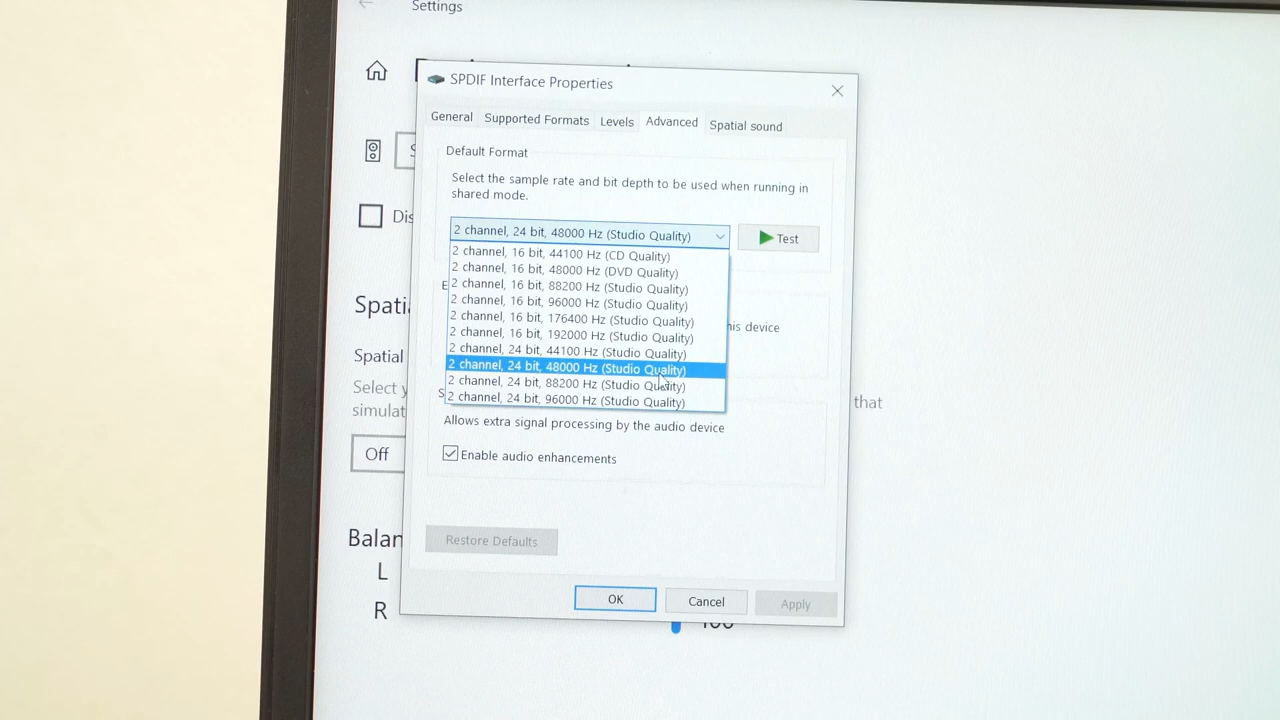 Settings
SPDIF Interface Properties
General
Supported Formats
Levels
Advanced
Spatial sound
Default Format
Select the sample rate and bit depth to be used when running in
shared mode.
2 channel, 24 bit, 48000 Hz (Studio Quality)
Test
2 channel, 16 bit, 44100 Hz (CD Quality)
2 channel, 16 bit, 48000 Hz (DVD Quality)
2 channel, 16 bit, 88200 Hz (Studio Quality)
2 channel, 16 bit, 96000 Hz (Studio Quality)
2 channel, 16 bit, 176400 Hz (Studio Quality)
2 channel, 16 bit, 192000 Hz (Studio Quality)
2 channel, 24 bit, 44100 Hz (Studio Quality)
2 channel, 24 bit, 48000 Hz (Studio Quality)
2 channel, 24 bit, 88200 Hz (Studio Quality)
2 channel, 24 bit, 96000 Hz (Studio Quality)
his device
Allows extra signal processing by the audio device
Enable audio enhancements
Restore Defaults
OK
Cancel
Apply
Dis
Spati
Spatial
Select y
that
simulat
Off
Balan
L
R
100